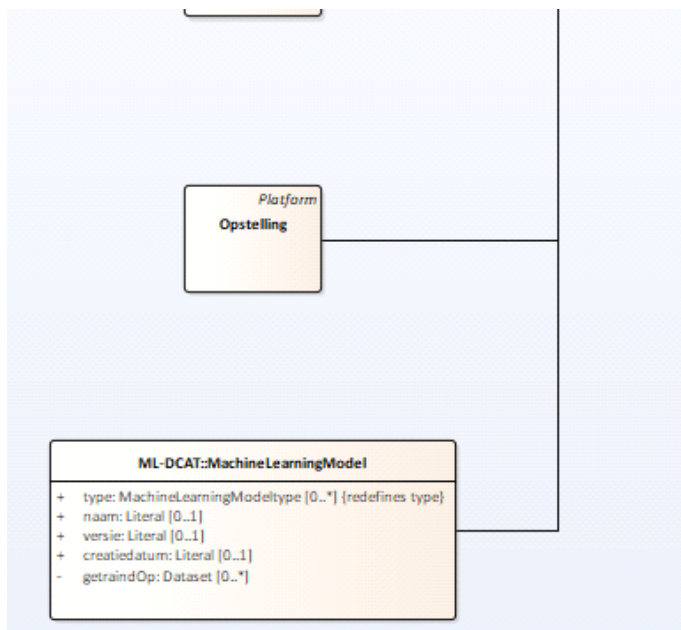 Platform
Opstelling
ML-DCAT::MachineLearningModel
+ type: MachineLearningModeltype [0..*] {redefines type}
+ naam: Literal [0..1]
+ versie: Literal [0..1]
+ creatiedatum: Literal [0..1]
- getraindOp: Dataset [0..*]